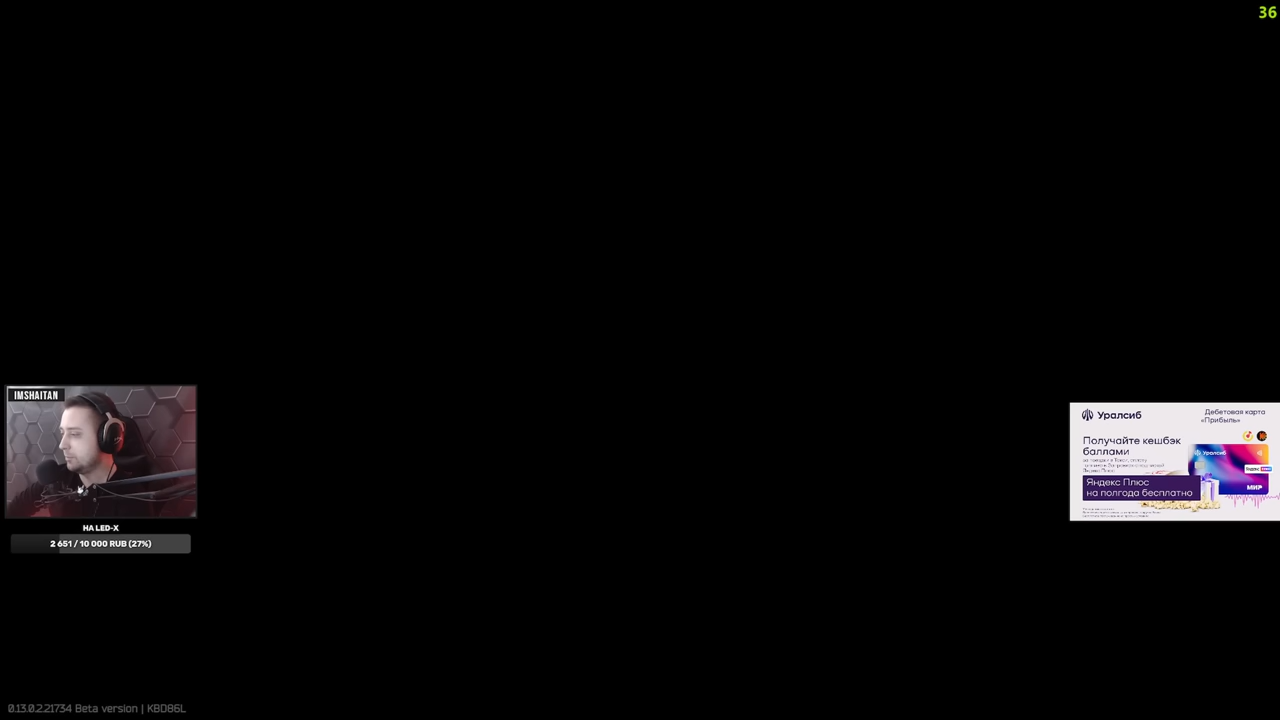 36
IMSHAITAN
НА LED-X
2 651 / 10 000 RUB (27%)
Уралсиб
Дебетовая карта
«Прибыль»
Получайте кешбэк
баллами
Яндекс Плюс
на полгода бесплатно
Уралсиб
МИР
0.13.0.2.21734 Beta version | KBD86L